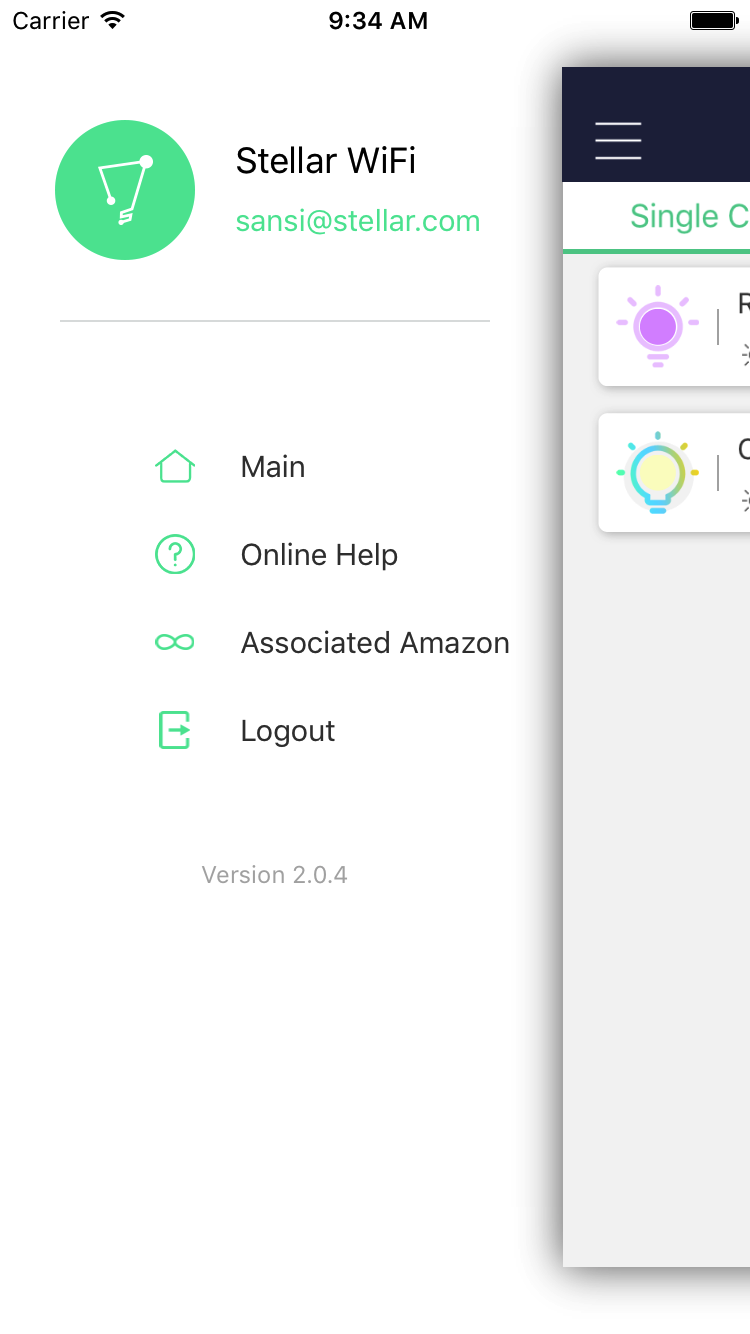 Carrier 9:34 AM
Stellar WiFi
sansi@stellar.com
Single C
Main
Online Help
Associated Amazon
Logout
Version 2.0.4